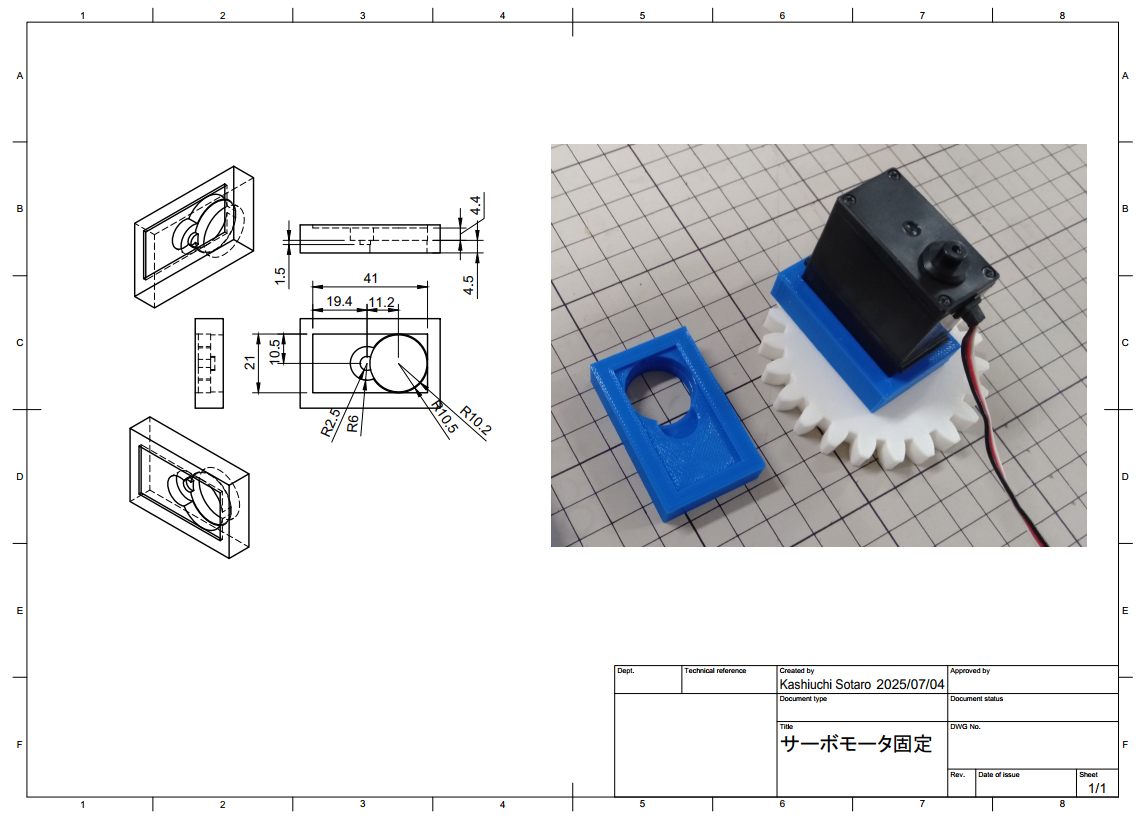 1 2 3 4 5 6 7 8
A A
B B
C C
D D
E E
F F
1.5
4.4
4.5
41
19.4 11.2
21
10.5
R2.5
R6
R10.5
R10.2
Dept. Technical reference Created by Approved by
Kashiuchi Sotaro 2025/07/04
Document type Document status
Title DWG No.
サーボモータ固定
Rev. Date of issue Sheet
1/1
1 2 3 4 5 6 7 8